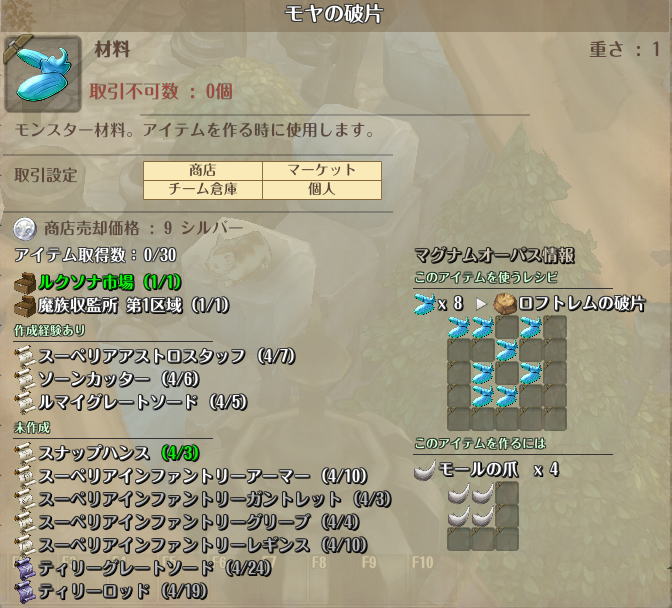 モヤの破片
材料
重さ : 1
取引不可数 : 0個
モンスター材料。アイテムを作る時に使用します。
取引設定
商店
マーケット
チーム倉庫
個人
商店売却価格 : 9 シルバー
アイテム取得数 : 0/30
ルクソナ市場 (1/1)
魔族収監所 第1区域 (1/1)
作成経験あり
スーペリアアストロスタッフ (4/7)
ソーンカッター (4/6)
ルマイグレートソード (4/5)
未作成
スナップハンス (4/3)
スーペリアインファントリーアーマー (4/10)
スーペリアインファントリーガントレット (4/3)
スーペリアインファントリーグリーブ (4/4)
スーペリアインファントリーレギンス (4/10)
ティリーグレートソード (4/24)
ティリーロッド (4/19)
マグナムオーパス情報
このアイテムを使うレシピ
x 8
ロフトレムの破片
このアイテムを作るには
モールの爪 x 4
F8
F9
F10